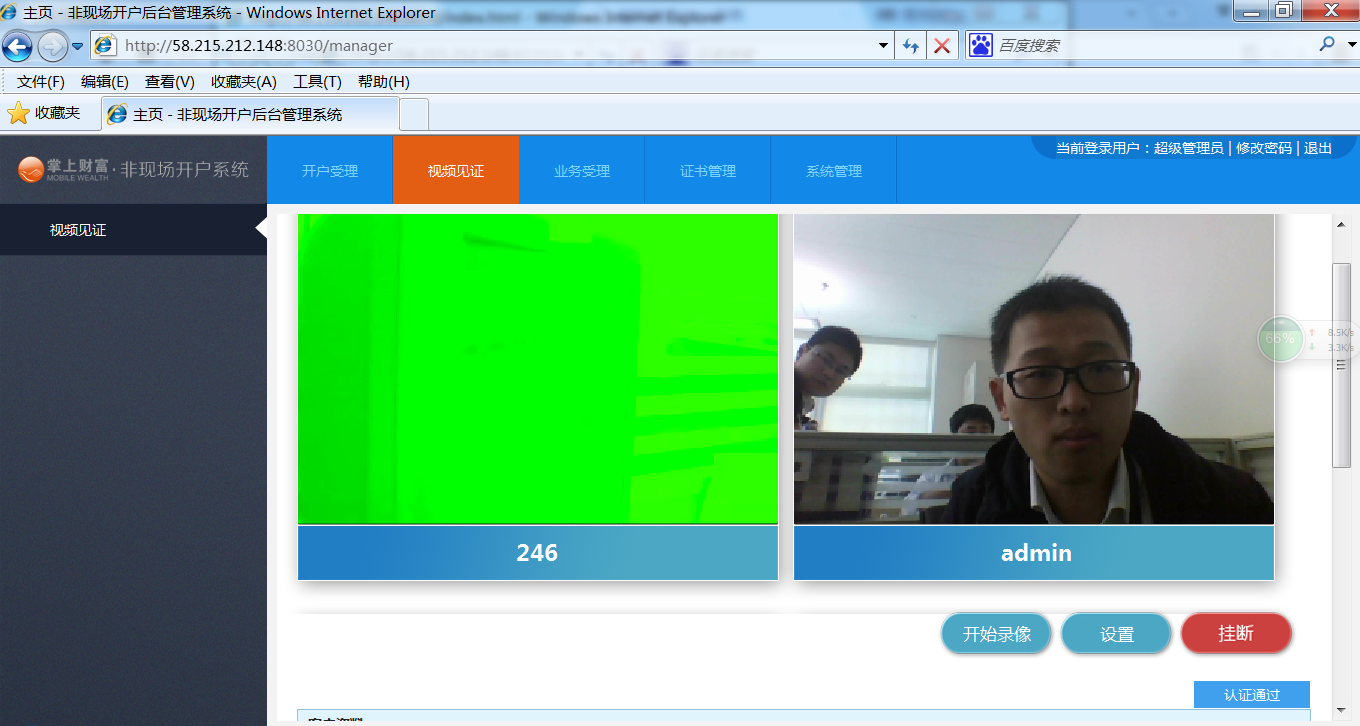 主页 - 非现场开户后台管理系统 - Windows Internet Explorer
http://58.215.212.148:8030/manager
百度搜索
文件(F) 编辑(E) 查看(V) 收藏夹(A) 工具(T) 帮助(H)
收藏夹 主页 - 非现场开户后台管理系统
掌上财富·非现场开户系统
MOBILE WEALTH
开户受理 视频见证 业务受理 证书管理 系统管理
当前登录用户：超级管理员 | 修改密码 | 退出
视频见证
66%
8.5K/s
3.3K/s
246
admin
开始录像 设置 挂断
认证通过
客户资料